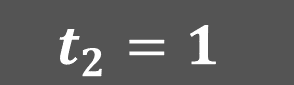 t₂ = 1